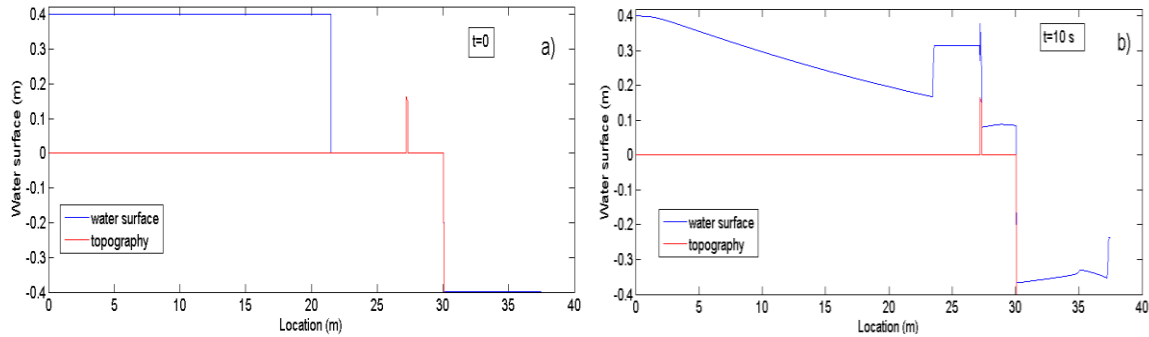 0.4
0.3
0.2
0.1
0
-0.1
-0.2
-0.3
-0.4
Water surface (m)
t=0
a)
water surface
topography
0 5 10 15 20 25 30 35 40
Location (m)
0.4
0.3
0.2
0.1
0
-0.1
-0.2
-0.3
-0.4
Water surface (m)
t=10 s
b)
water surface
topography
0 5 10 15 20 25 30 35 40
Location (m)